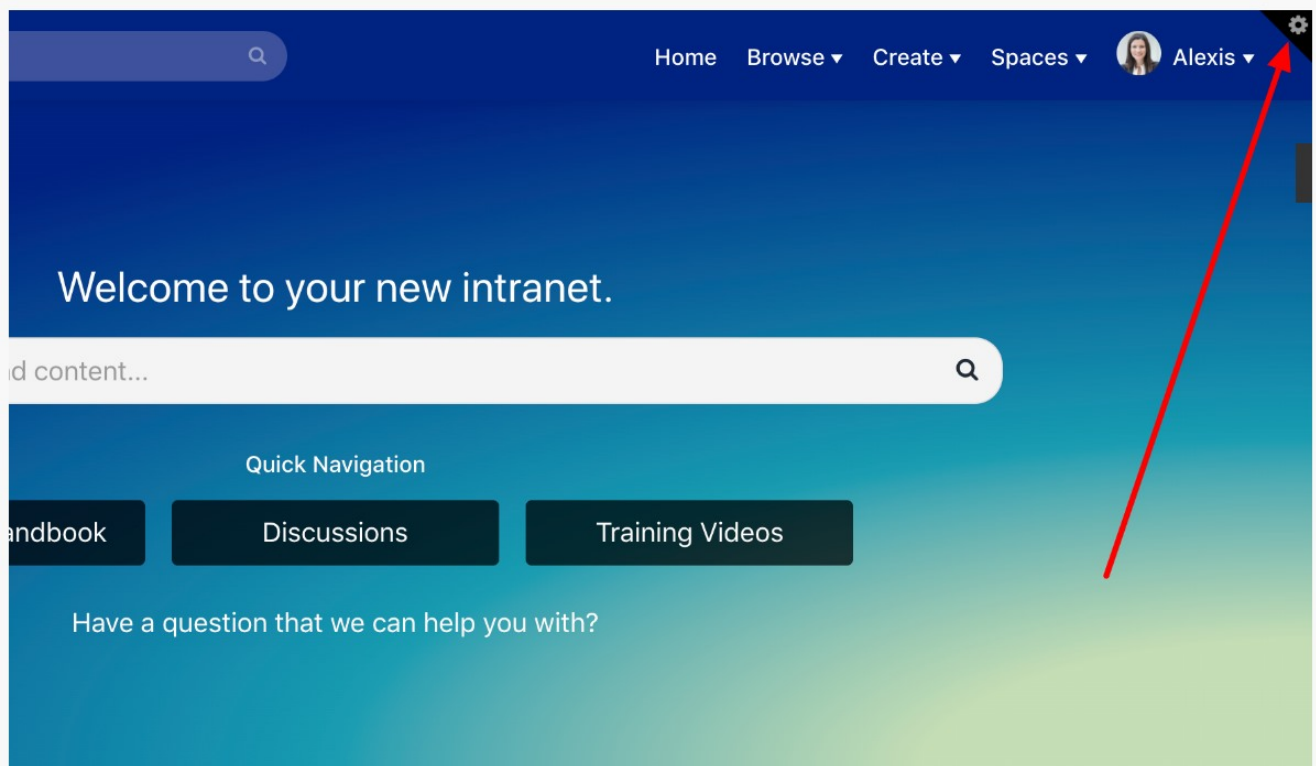 Home Browse ▾ Create ▾ Spaces ▾ Alexis ▾
Welcome to your new intranet.
d content...
Quick Navigation
andbook Discussions Training Videos
Have a question that we can help you with?